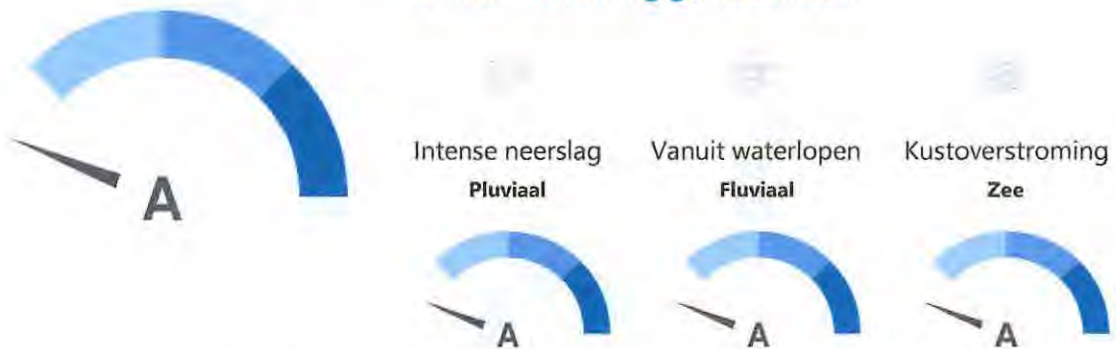 A
Intense neerslag
Pluviaal
A
Vanuit waterlopen
Fluviaal
A
Kustoverstroming
Zee
A